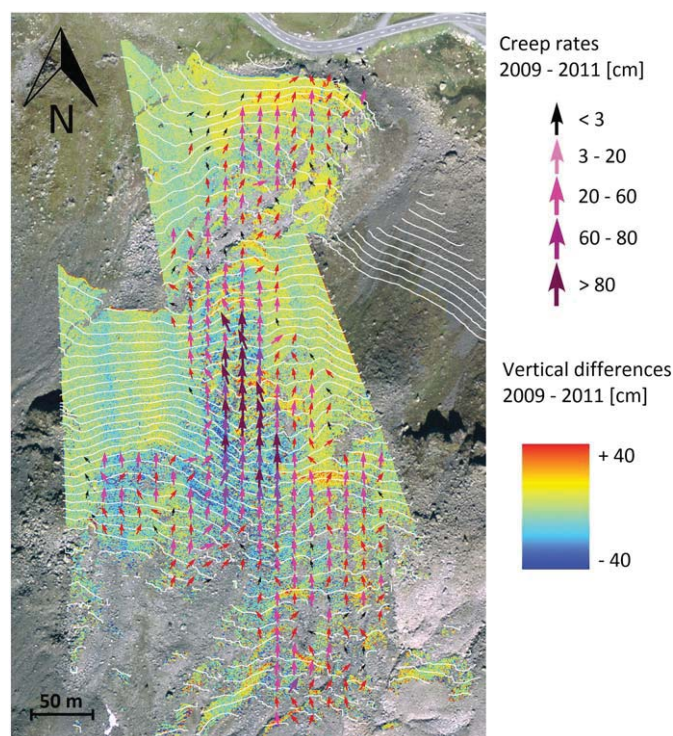 N
50 m
Creep rates
2009 - 2011 [cm]
< 3
3 - 20
20 - 60
60 - 80
> 80
Vertical differences
2009 - 2011 [cm]
+ 40
- 40